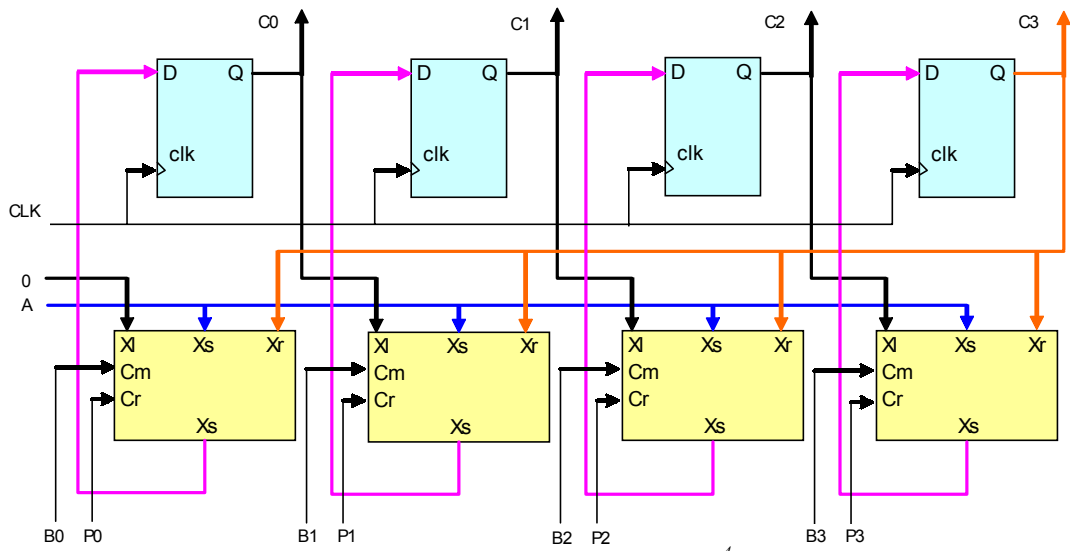 C0 C1 C2 C3
D Q D Q D Q D Q
clk clk clk clk
CLK
0
A
Xl Xs Xr Xl Xs Xr Xl Xs Xr Xl Xs Xr
Cm Cm Cm Cm
Cr Cr Cr Cr
Xs Xs Xs Xs
B0 P0 B1 P1 B2 P2 B3 P3